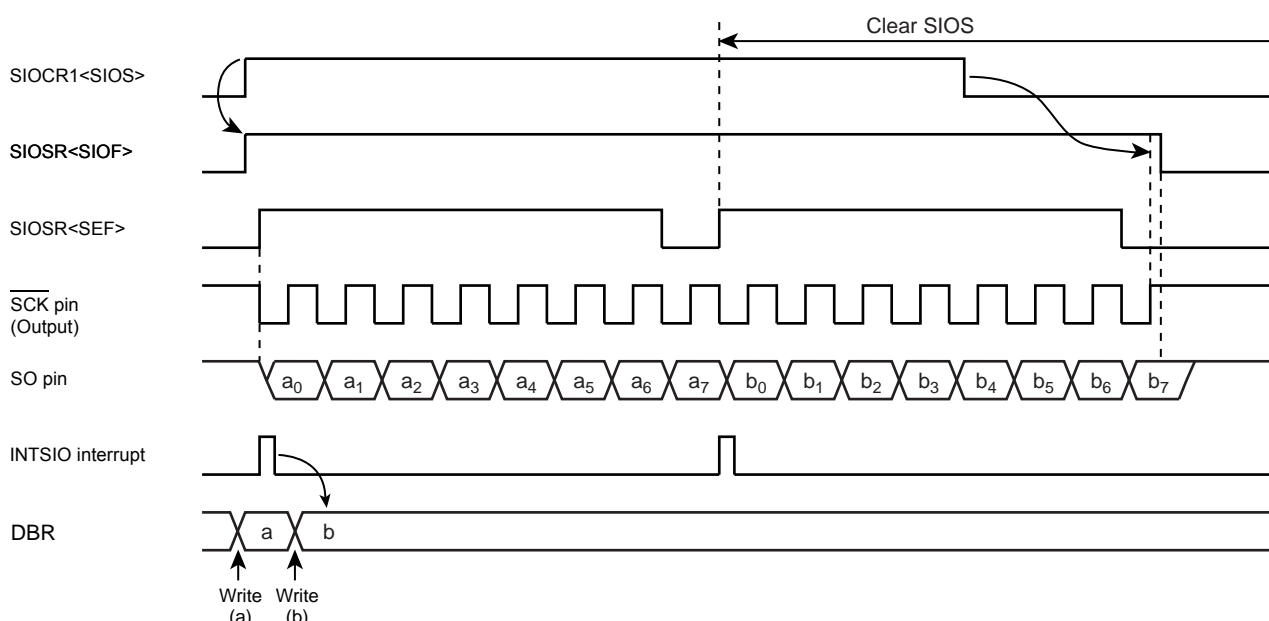 Clear SIOS
SIOCR1<SIOS>
SIOSR<SIOF>
SIOSR<SEF>
SCK pin
(Output)
SO pin
a0 a1 a2 a3 a4 a5 a6 a7 b0 b1 b2 b3 b4 b5 b6 b7
INTSIO interrupt
DBR
a b
Write Write
(a) (b)